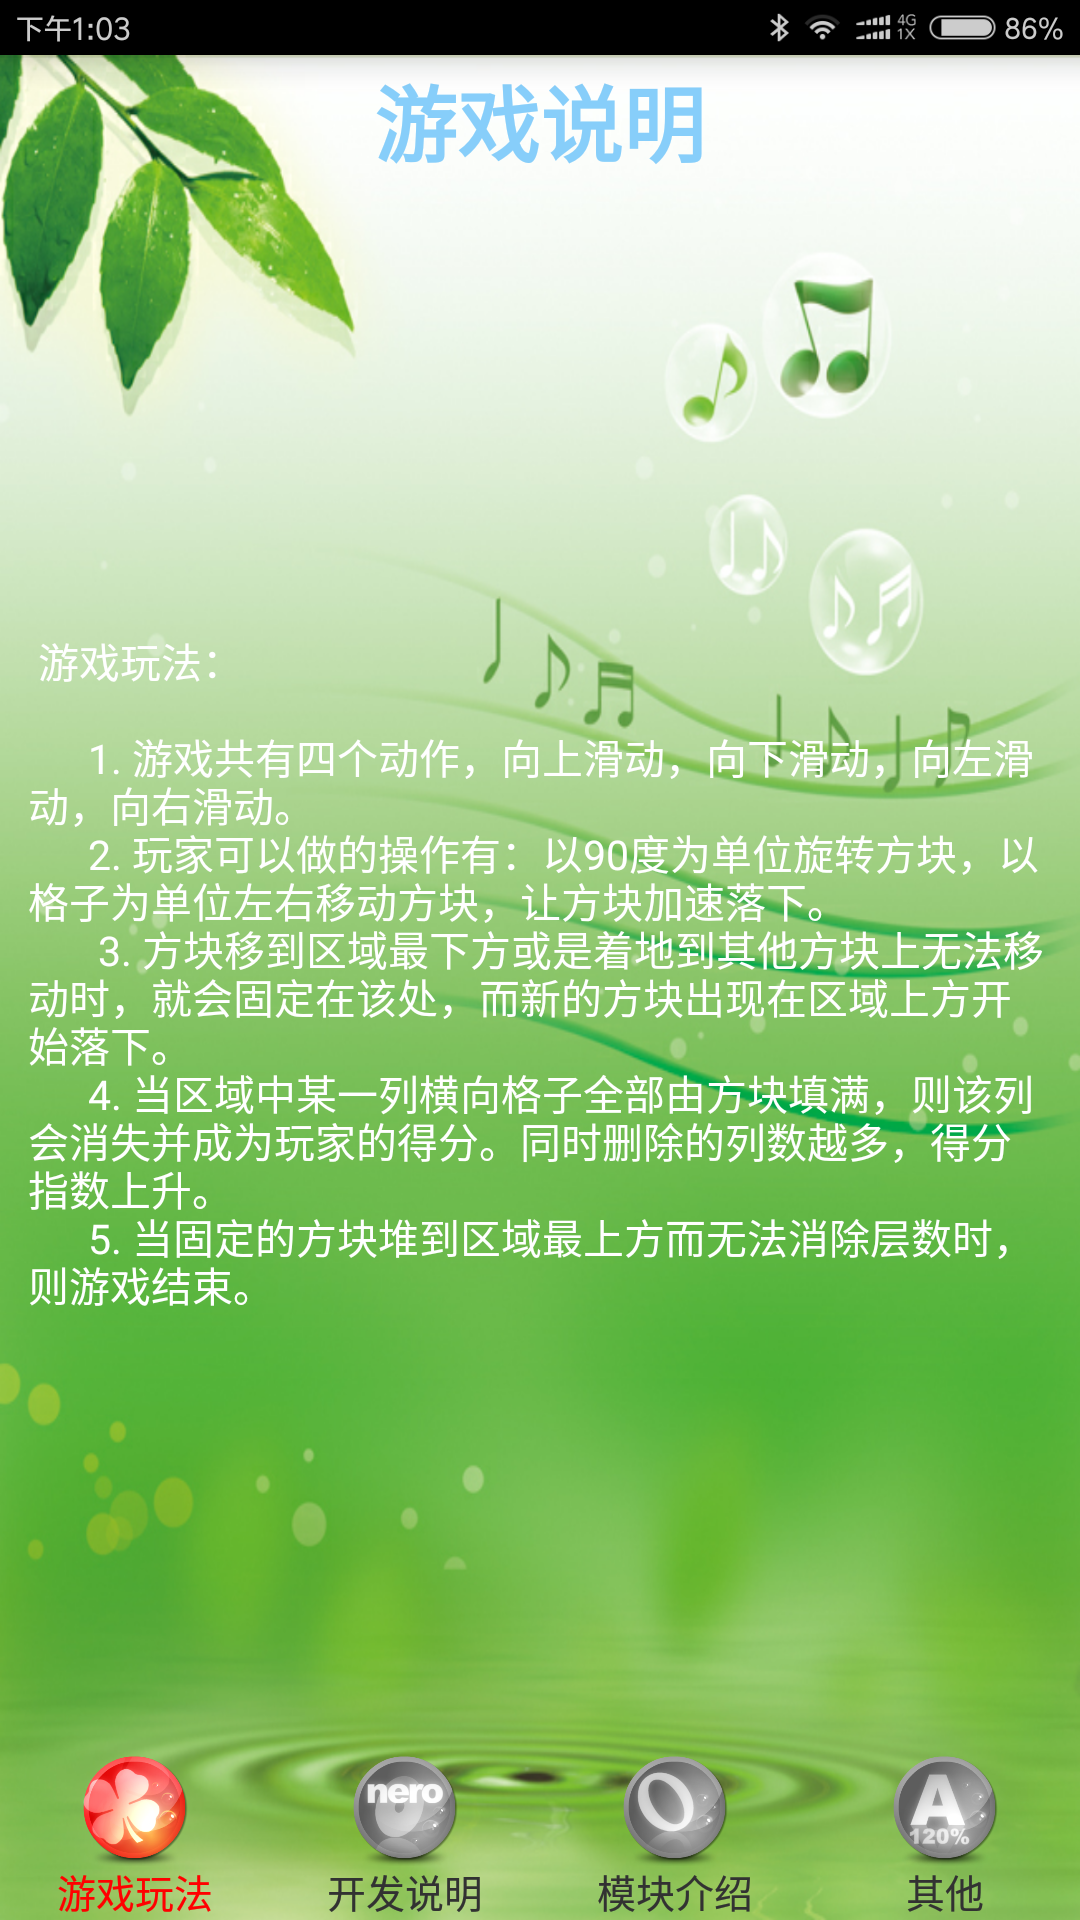 下午1:03
4G
1X
86%
游戏说明
游戏玩法：
1. 游戏共有四个动作，向上滑动，向下滑动，向左滑
动，向右滑动。
2. 玩家可以做的操作有：以90度为单位旋转方块，以
格子为单位左右移动方块，让方块加速落下。
3. 方块移到区域最下方或是着地到其他方块上无法移
动时，就会固定在该处，而新的方块出现在区域上方开
始落下。
4. 当区域中某一列横向格子全部由方块填满，则该列
会消失并成为玩家的得分。同时删除的列数越多，得分
指数上升。
5. 当固定的方块堆到区域最上方而无法消除层数时，
则游戏结束。
nero
A
120%
游戏玩法
开发说明
模块介绍
其他